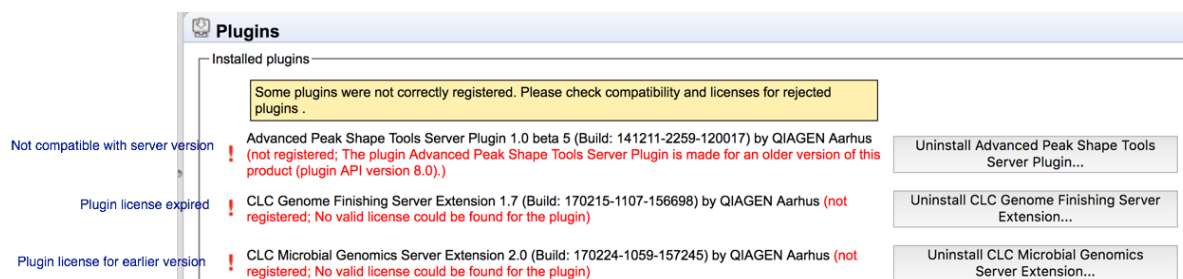 Plugins
Installed plugins
Some plugins were not correctly registered. Please check compatibility and licenses for rejected
plugins .
Not compatible with server version
Advanced Peak Shape Tools Server Plugin 1.0 beta 5 (Build: 141211-2259-120017) by QIAGEN Aarhus
(not registered; The plugin Advanced Peak Shape Tools Server Plugin is made for an older version of this
product (plugin API version 8.0).)
Uninstall Advanced Peak Shape Tools
Server Plugin...
Plugin license expired
CLC Genome Finishing Server Extension 1.7 (Build: 170215-1107-156698) by QIAGEN Aarhus (not
registered; No valid license could be found for the plugin)
Uninstall CLC Genome Finishing Server
Extension...
Plugin license for earlier version
CLC Microbial Genomics Server Extension 2.0 (Build: 170224-1059-157245) by QIAGEN Aarhus (not
registered; No valid license could be found for the plugin)
Uninstall CLC Microbial Genomics
Server Extension...